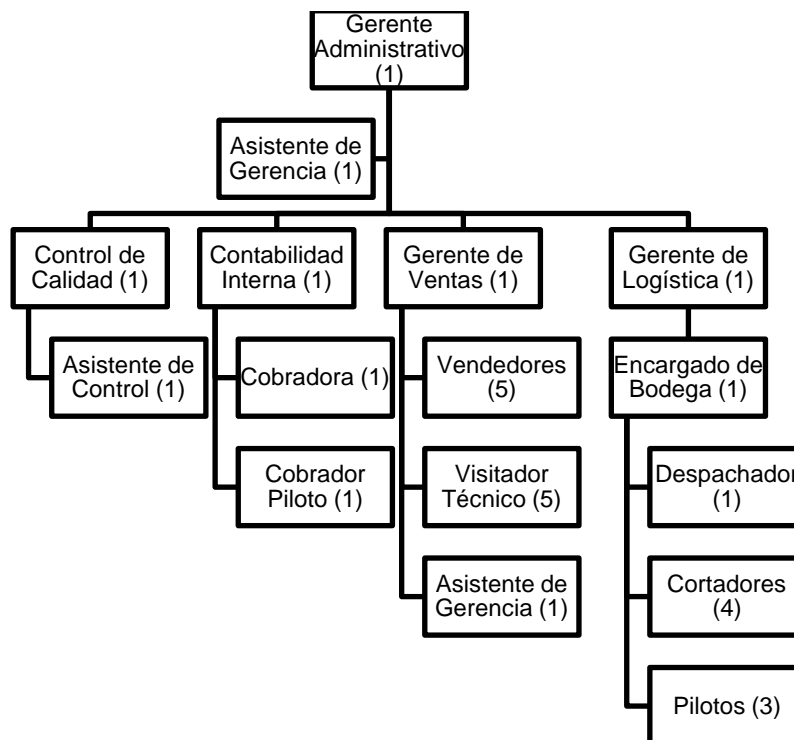 Gerente
Administrativo
(1)
Asistente de
Gerencia (1)
Control de
Calidad (1)
Contabilidad
Interna (1)
Gerente de
Ventas (1)
Gerente de
Logística (1)
Asistente de
Control (1)
Cobradora (1)
Vendedores
(5)
Encargado de
Bodega (1)
Cobrador
Piloto (1)
Visitador
Técnico (5)
Despachador
(1)
Asistente de
Gerencia (1)
Cortadores
(4)
Pilotos (3)